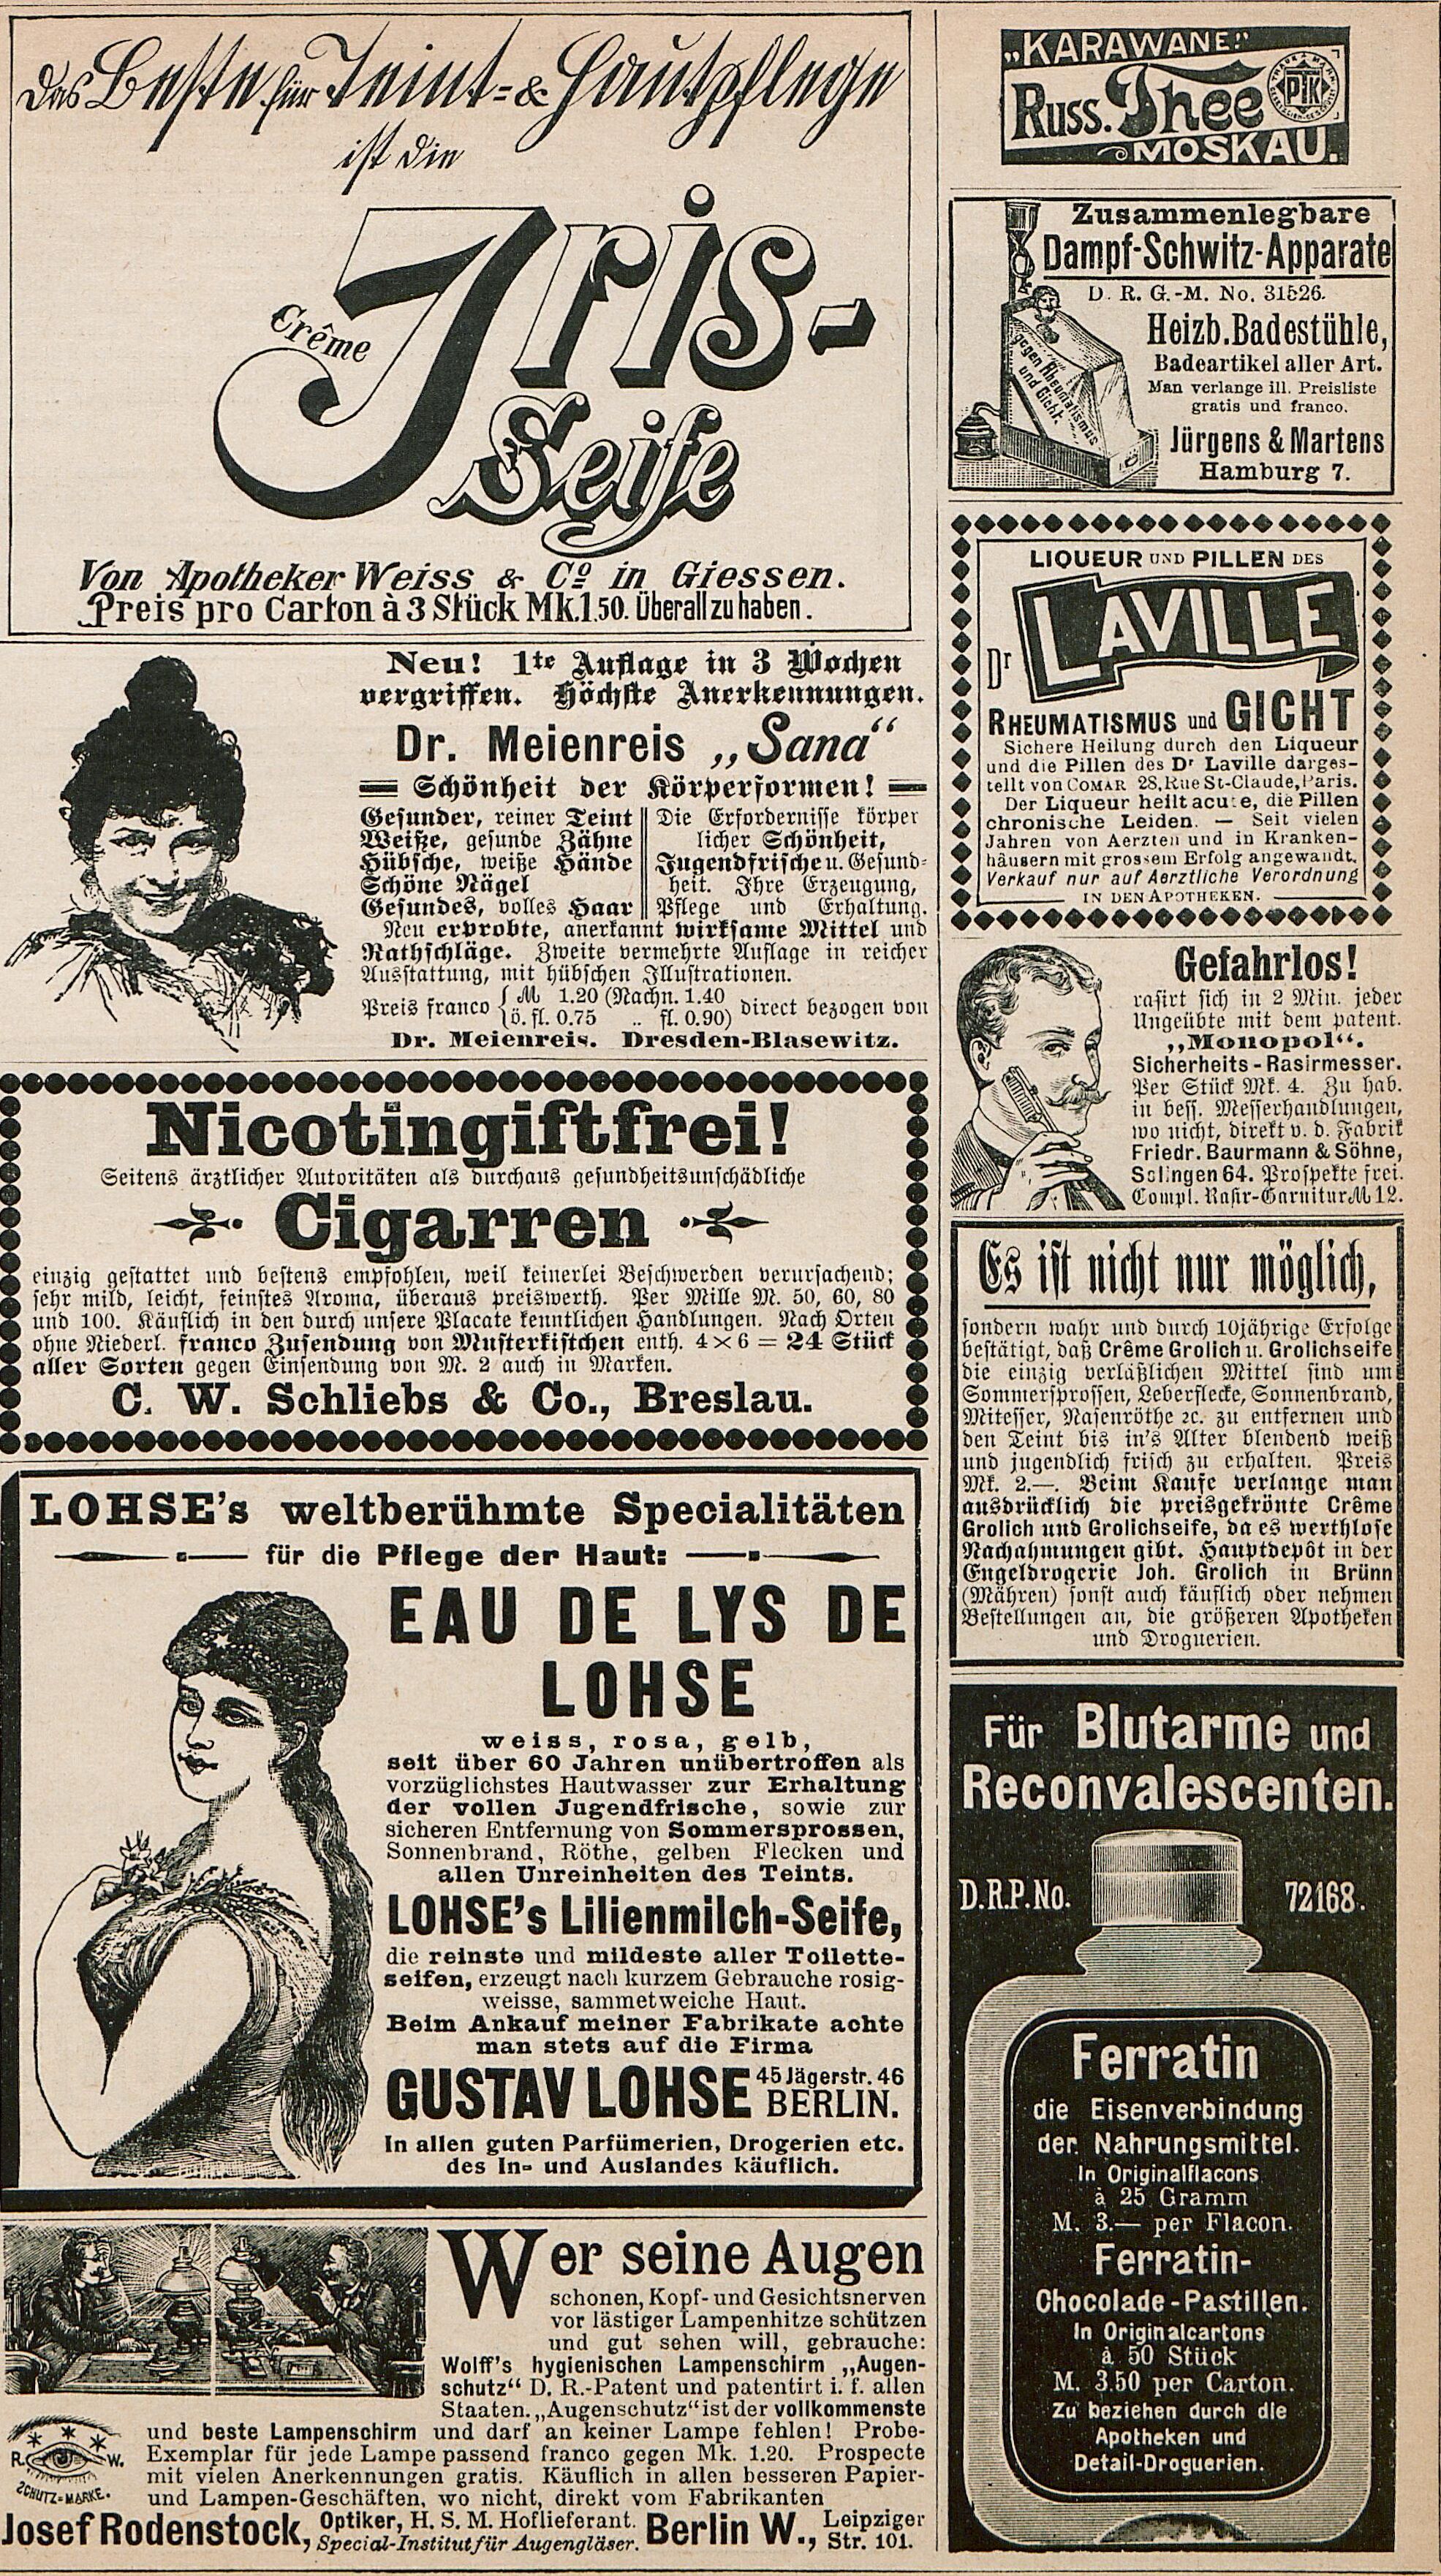 Das Beste für Teint- & Hautpflege
ist die
Crême
Iris-
Seife
Von Apotheker Weiss & Cº in Giessen.
Preis pro Carton à 3 Stück Mk.1.50. Überall zu haben.
Neu! 1te Auflage in 3 Wochen
vergriffen. Höchste Anerkennungen.
Dr. Meienreis „Sana“
Schönheit der Körperformen!
Gesunder, reiner Teint
Weiße, gesunde Zähne
Hübsche, weiße Hände
Schöne Nägel
Gesundes, volles Haar
Die Erfordernisse körper
licher Schönheit,
Jugendfrische u. Gesund-
heit. Ihre Erzeugung,
Pflege und Erhaltung.
Neu erprobte, anerkannt wirksame Mittel und
Rathschläge. Zweite vermehrte Auflage in reicher
Ausstattung, mit hübschen Illustrationen.
Preis franco { M 1.20 (Nachn. 1.40
ö. fl. 0.75 „ fl. 0.90) direct bezogen von
Dr. Meienreis. Dresden-Blasewitz.
Nicotingiftfrei!
Seitens ärztlicher Autoritäten als durchaus gesundheitsunschädliche
Cigarren
einzig gestattet und bestens empfohlen, weil keinerlei Beschwerden verursachend;
sehr mild, leicht, feinstes Aroma, überaus preiswerth. Per Mille M. 50, 60, 80
und 100. Käuflich in den durch unsere Placate kenntlichen Handlungen. Nach Orten
ohne Niederl. franco Zusendung von Musterkistchen enth. 4 × 6 = 24 Stück
aller Sorten gegen Einsendung von M. 2 auch in Marken.
C. W. Schliebs & Co., Breslau.
LOHSE's weltberühmte Specialitäten
für die Pflege der Haut:
EAU DE LYS DE
LOHSE
weiss, rosa, gelb,
seit über 60 Jahren unübertroffen als
vorzüglichstes Hautwasser zur Erhaltung
der vollen Jugendfrische, sowie zur
sicheren Entfernung von Sommersprossen,
Sonnenbrand, Röthe, gelben Flecken und
allen Unreinheiten des Teints.
LOHSE's Lilienmilch-Seife,
die reinste und mildeste aller Toilette-
seifen, erzeugt nach kurzem Gebrauche rosig-
weisse, sammetweiche Haut.
Beim Ankauf meiner Fabrikate achte
man stets auf die Firma
GUSTAV LOHSE 45 Jägerstr. 46
BERLIN.
In allen guten Parfümerien, Drogerien etc.
des In- und Auslandes käuflich.
Wer seine Augen
schonen, Kopf- und Gesichtsnerven
vor lästiger Lampenhitze schützen
und gut sehen will, gebrauche:
Wolff's hygienischen Lampenschirm „Augen-
schutz“ D. R.-Patent und patentirt i. f. allen
Staaten. „Augenschutz“ ist der vollkommenste
und beste Lampenschirm und darf an keiner Lampe fehlen! Probe-
Exemplar für jede Lampe passend franco gegen Mk. 1.20. Prospecte
mit vielen Anerkennungen gratis. Käuflich in allen besseren Papier-
und Lampen-Geschäften, wo nicht, direkt vom Fabrikanten
R. W.
SCHUTZ=MARKE.
Josef Rodenstock, Optiker, H. S. M. Hoflieferant.
Special-Institut für Augengläser. Berlin W., Leipziger
Str. 101.
„KARAWANE“
Russ. Thee
PTK
MOSKAU.
Zusammenlegbare
Dampf-Schwitz-Apparate
D. R. G.-M. No. 31526.
Heizb. Badestühle,
Badeartikel aller Art.
Man verlange ill. Preisliste
gratis und franco.
Jürgens & Martens
Hamburg 7.
gegen Rheumatismus
und Gicht.
LIQUEUR UND PILLEN DES
Dr LAVILLE
RHEUMATISMUS und GICHT
Sichere Heilung durch den Liqueur
und die Pillen des Dr Laville darges-
tellt von COMAR 28, Rue St-Claude, Paris.
Der Liqueur heilt acute, die Pillen
chronische Leiden. — Seit vielen
Jahren von Aerzten und in Kranken-
häusern mit grossem Erfolg angewandt.
Verkauf nur auf Aerztliche Verordnung
IN DEN APOTHEKEN.
Gefahrlos!
rasirt sich in 2 Min. jeder
Ungeübte mit dem patent.
„Monopol“.
Sicherheits-Rasirmesser.
Per Stück Mk. 4. Zu hab.
in bess. Messerhandlungen,
wo nicht, direkt v. d. Fabrik
Friedr. Baurmann & Söhne,
Solingen 64. Prospekte frei.
Compl. Rasir-Garnitur M 12.
Es ist nicht nur möglich,
sondern wahr und durch 10jährige Erfolge
bestätigt, daß Crême Grolich u. Grolichseife
die einzig verläßlichen Mittel sind um
Sommersprossen, Leberflecke, Sonnenbrand,
Mitesser, Nasenröthe ꝛc. zu entfernen und
den Teint bis in's Alter blendend weiß
und jugendlich frisch zu erhalten. Preis
Mk. 2.—. Beim Kaufe verlange man
ausdrücklich die preisgekrönte Crême
Grolich und Grolichseife, da es werthlose
Nachahmungen gibt. Hauptdepôt in der
Engeldrogerie Joh. Grolich in Brünn
(Mähren) sonst auch käuflich oder nehmen
Bestellungen an, die größeren Apotheken
und Droguerien.
Für Blutarme und
Reconvalescenten.
D.R.P.No. 72168.
Ferratin
die Eisenverbindung
der Nahrungsmittel.
In Originalflacons
à 25 Gramm
M. 3.— per Flacon.
Ferratin-
Chocolade-Pastillen.
In Originalcartons
à 50 Stück
M. 3.50 per Carton.
Zu beziehen durch die
Apotheken und
Detail-Droguerien.